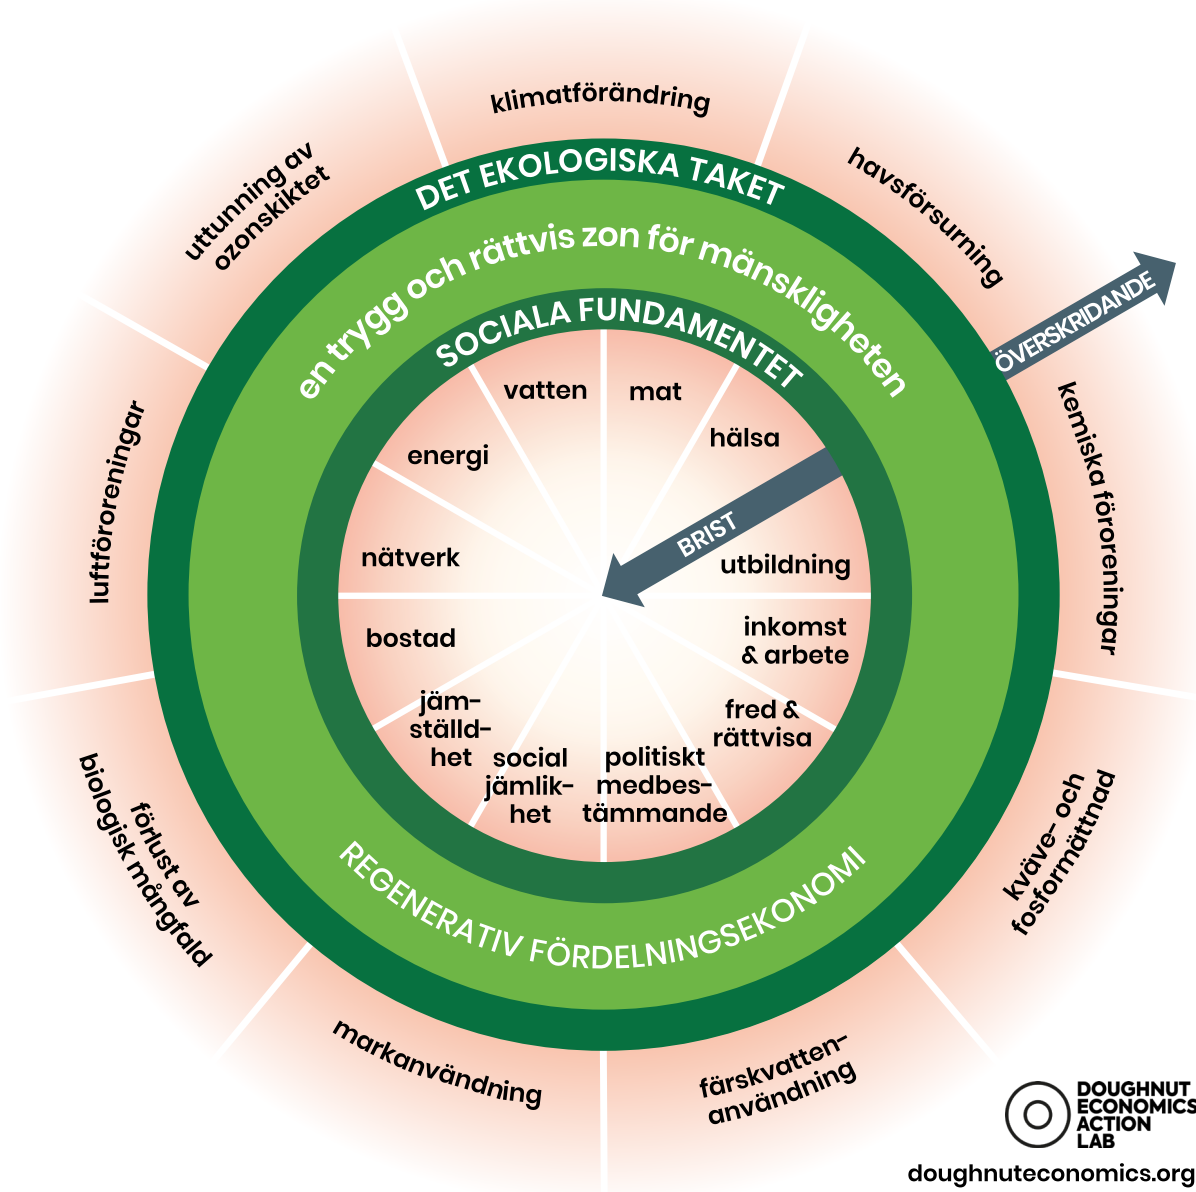 klimatförändring
havsförsurning
kemiska föroreningar
kväve- och
fosformättnad
färskvatten-
användning
markanvändning
förlust av
biologisk mångfald
luftföroreningar
uttunning av
ozonskiktet
ÖVERSKRIDANDE
DET EKOLOGISKA TAKET
en trygg och rättvis zon för mänskligheten
SOCIALA FUNDAMENTET
vatten
mat
hälsa
energi
BRIST
nätverk
utbildning
bostad
inkomst
& arbete
jäm-
ställd-
het
fred &
rättvisa
social
jämlik-
het
politiskt
medbes-
tämmande
REGENERATIV FÖRDELNINGSEKONOMI
DOUGHNUT
ECONOMICS
ACTION
LAB
doughnuteconomics.org